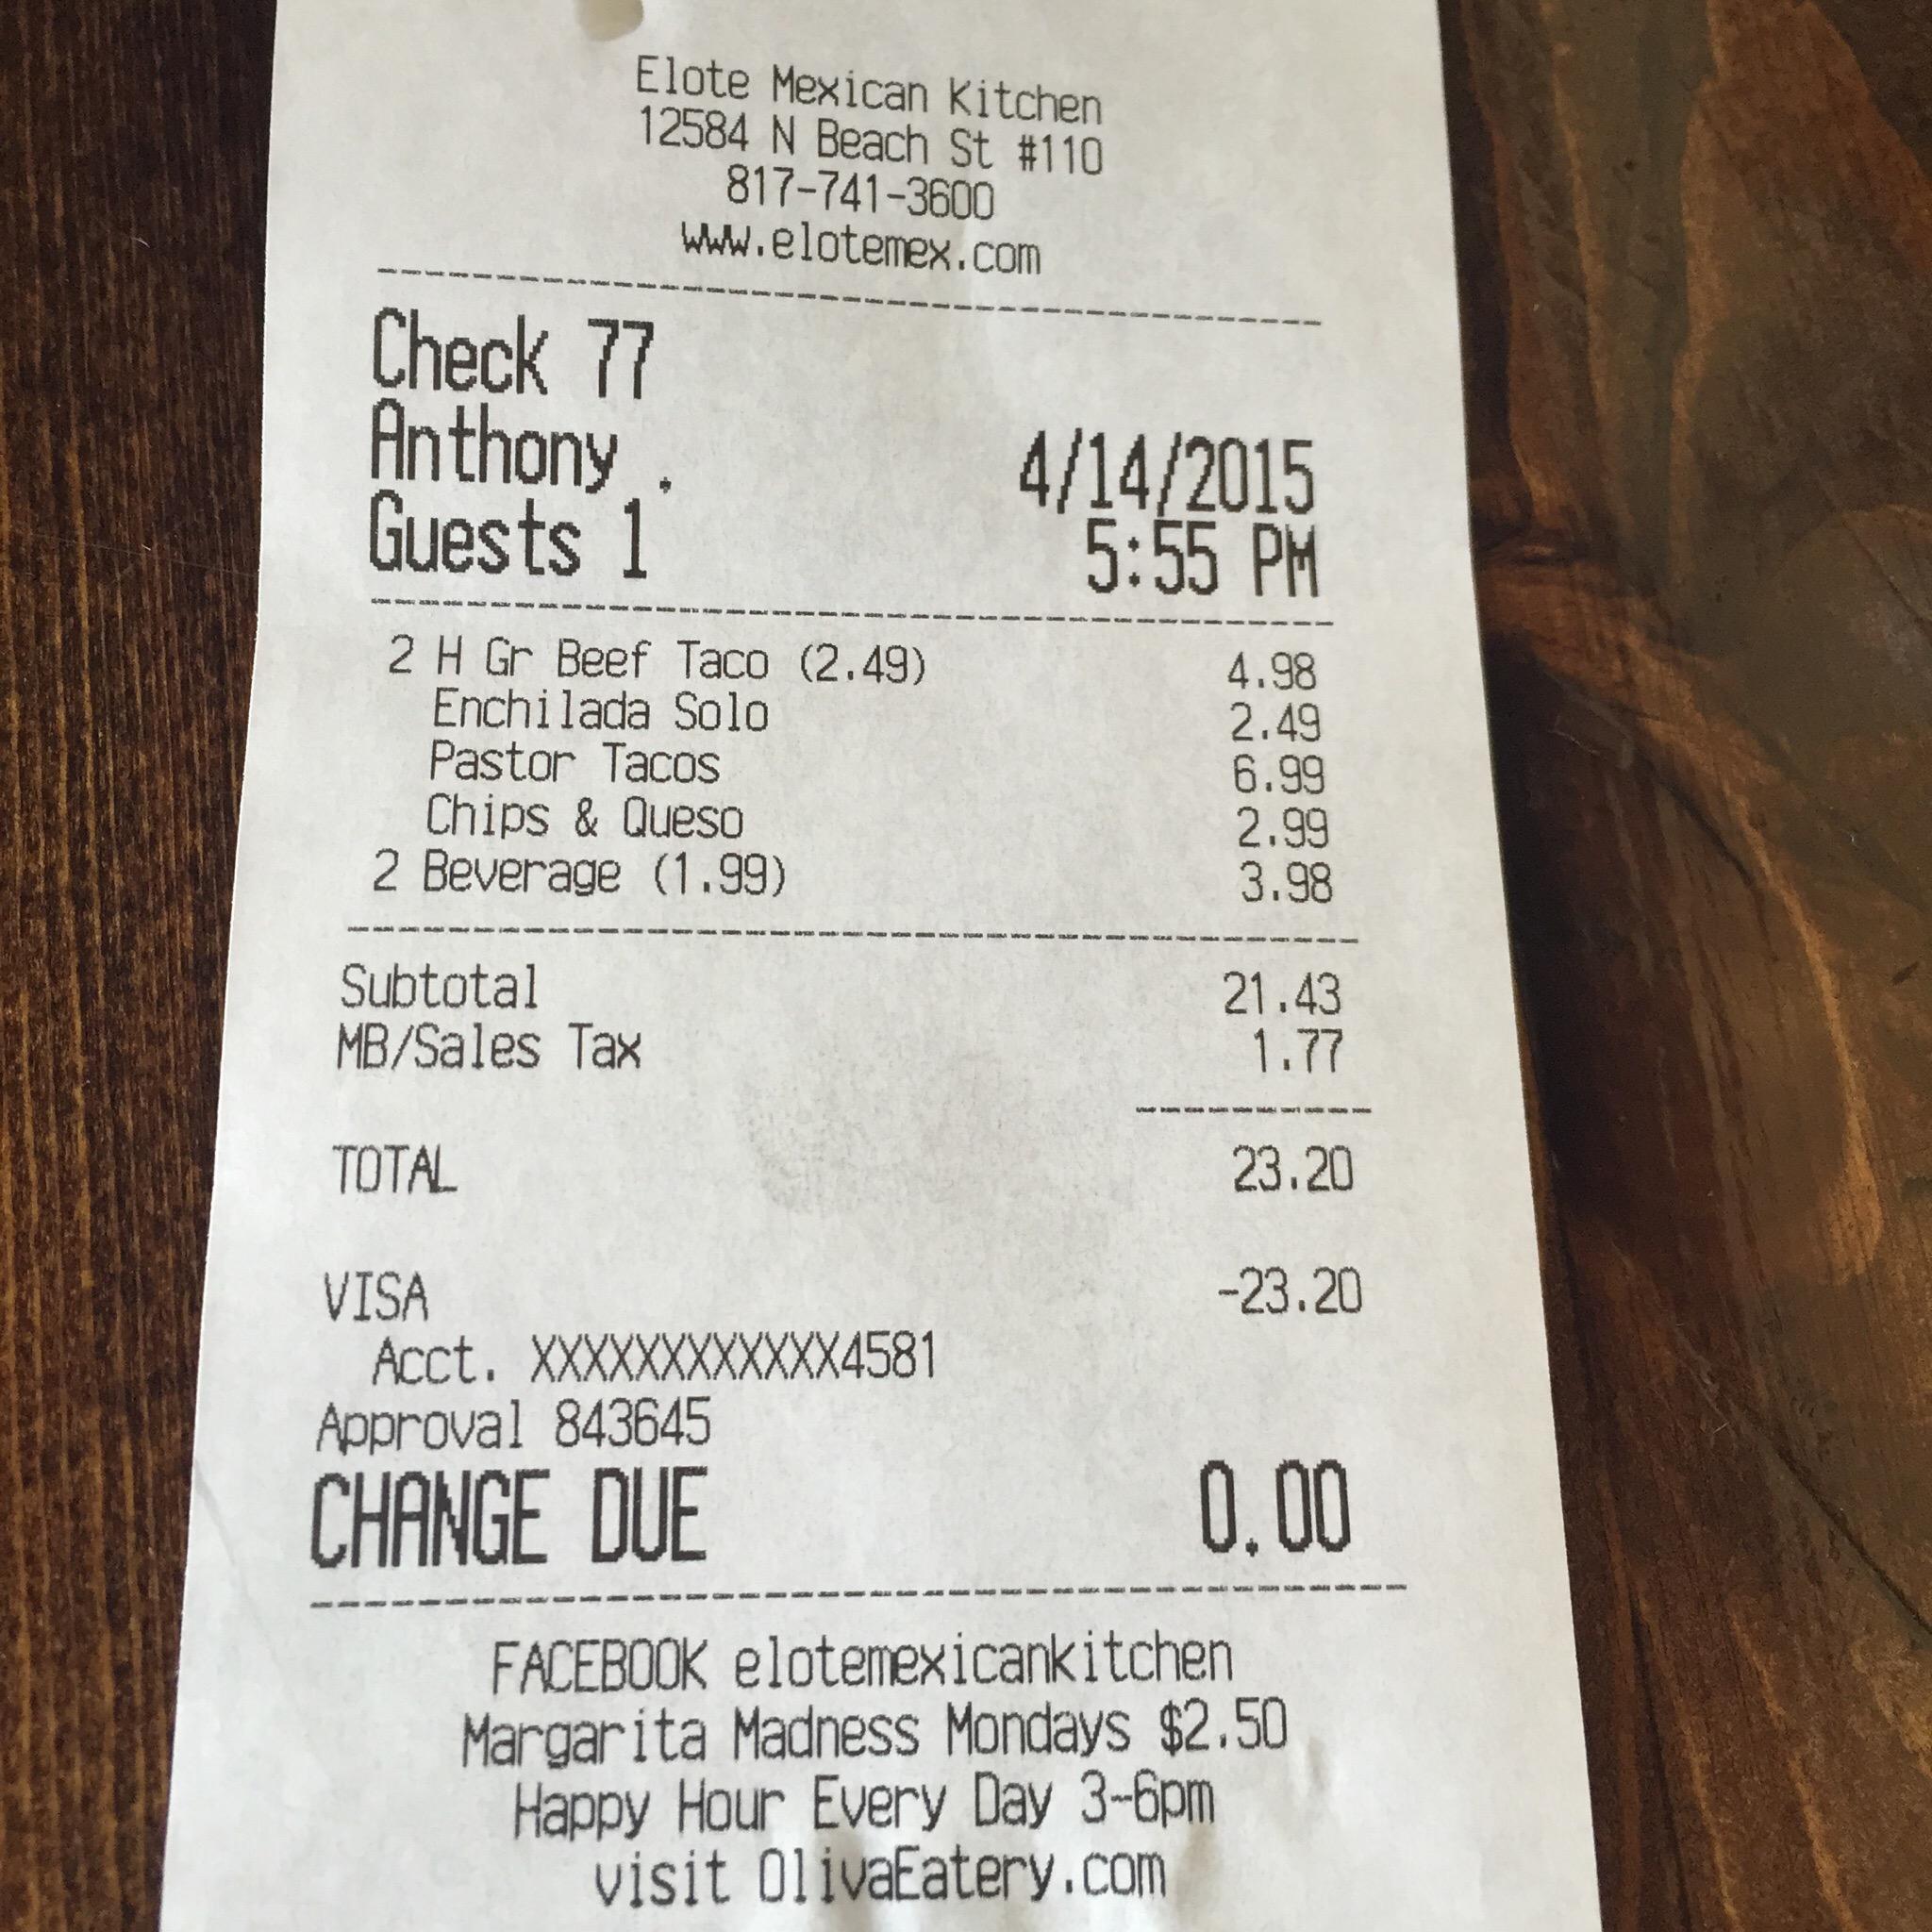 Elote Mexican Kitchen
12584 N Beach St #110
817-741-3600
www.elotemex.com
Check 77
Anthony .
4/14/2015
Guests 1
5:55 PM
2 H Gr Beef Taco (2.49) 4.98
Enchilada Solo 2.49
Pastor Tacos 6.99
Chips & Queso 2.99
2 Beverage (1.99) 3.98
Subtotal 21.43
MB/Sales Tax 1.77
TOTAL 23.20
VISA -23.20
Acct. XXXXXXXXXXXX4581
Approval 843645
CHANGE DUE 0.00
FACEBOOK elotemexicankitchen
Margarita Madness Mondays $2.50
Happy Hour Every Day 3-6pm
visit OlivaEatery.com